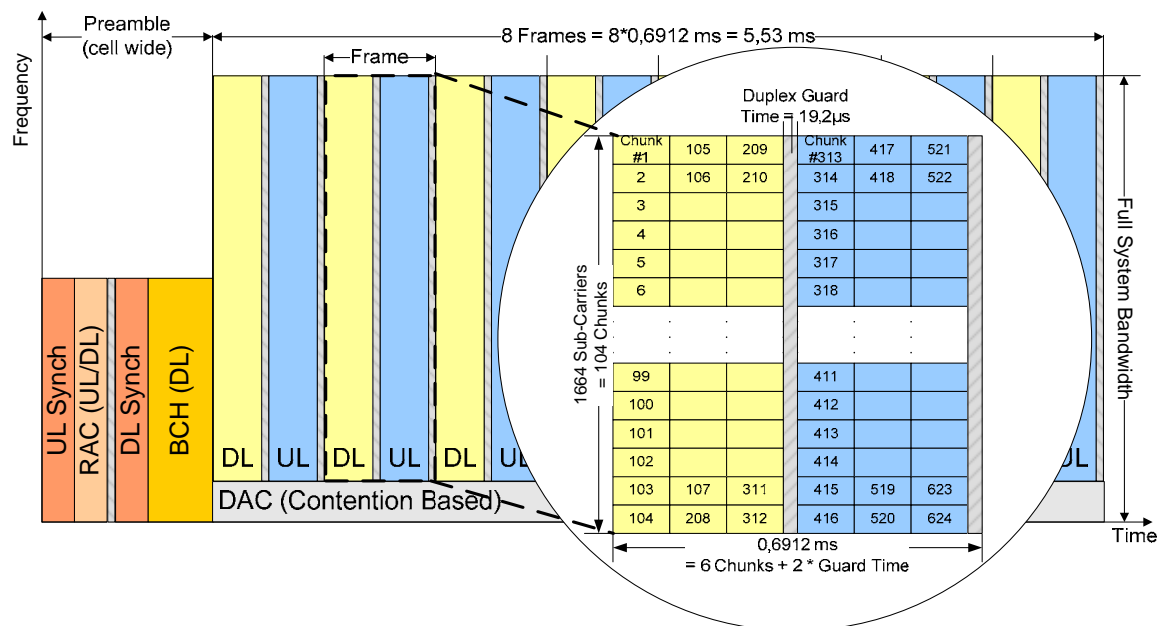 Preamble
(cell wide)
8 Frames = 8*0,6912 ms = 5,53 ms
Frame
Frequency
Duplex Guard
Time = 19,2µs
Chunk
#1 105 209 Chunk
#313 417 521
2 106 210 314 418 522
3 315
4 316
5 317
6 318
1664 Sub-Carriers
= 104 Chunks
99 411
100 412
101 413
102 414
103 107 311 415 519 623
104 208 312 416 520 624
Full System Bandwidth
UL Synch
RAC (UL/DL)
DL Synch
BCH (DL)
DL UL DL UL DL UL UL
DAC (Contention Based)
Time
0,6912 ms
= 6 Chunks + 2 * Guard Time